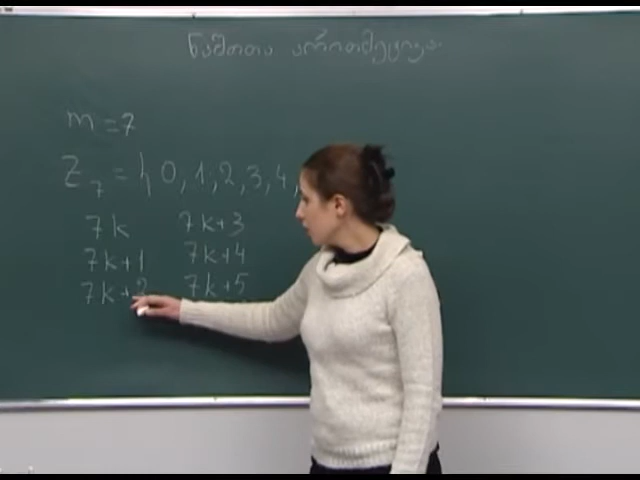 ნაშთთა არითმეტიკა
m = 7
Z₇ = { 0, 1, 2, 3, 4,
7k 7k+3
7k+1 7k+4
7k+2 7k+5